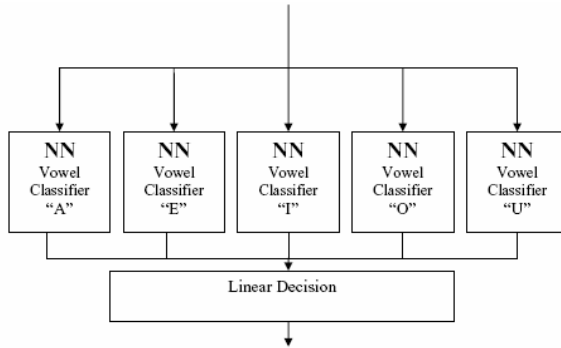 NN
Vowel
Classifier
“A”
NN
Vowel
Classifier
“E”
NN
Vowel
Classifier
“I”
NN
Vowel
Classifier
“O”
NN
Vowel
Classifier
“U”
Linear Decision